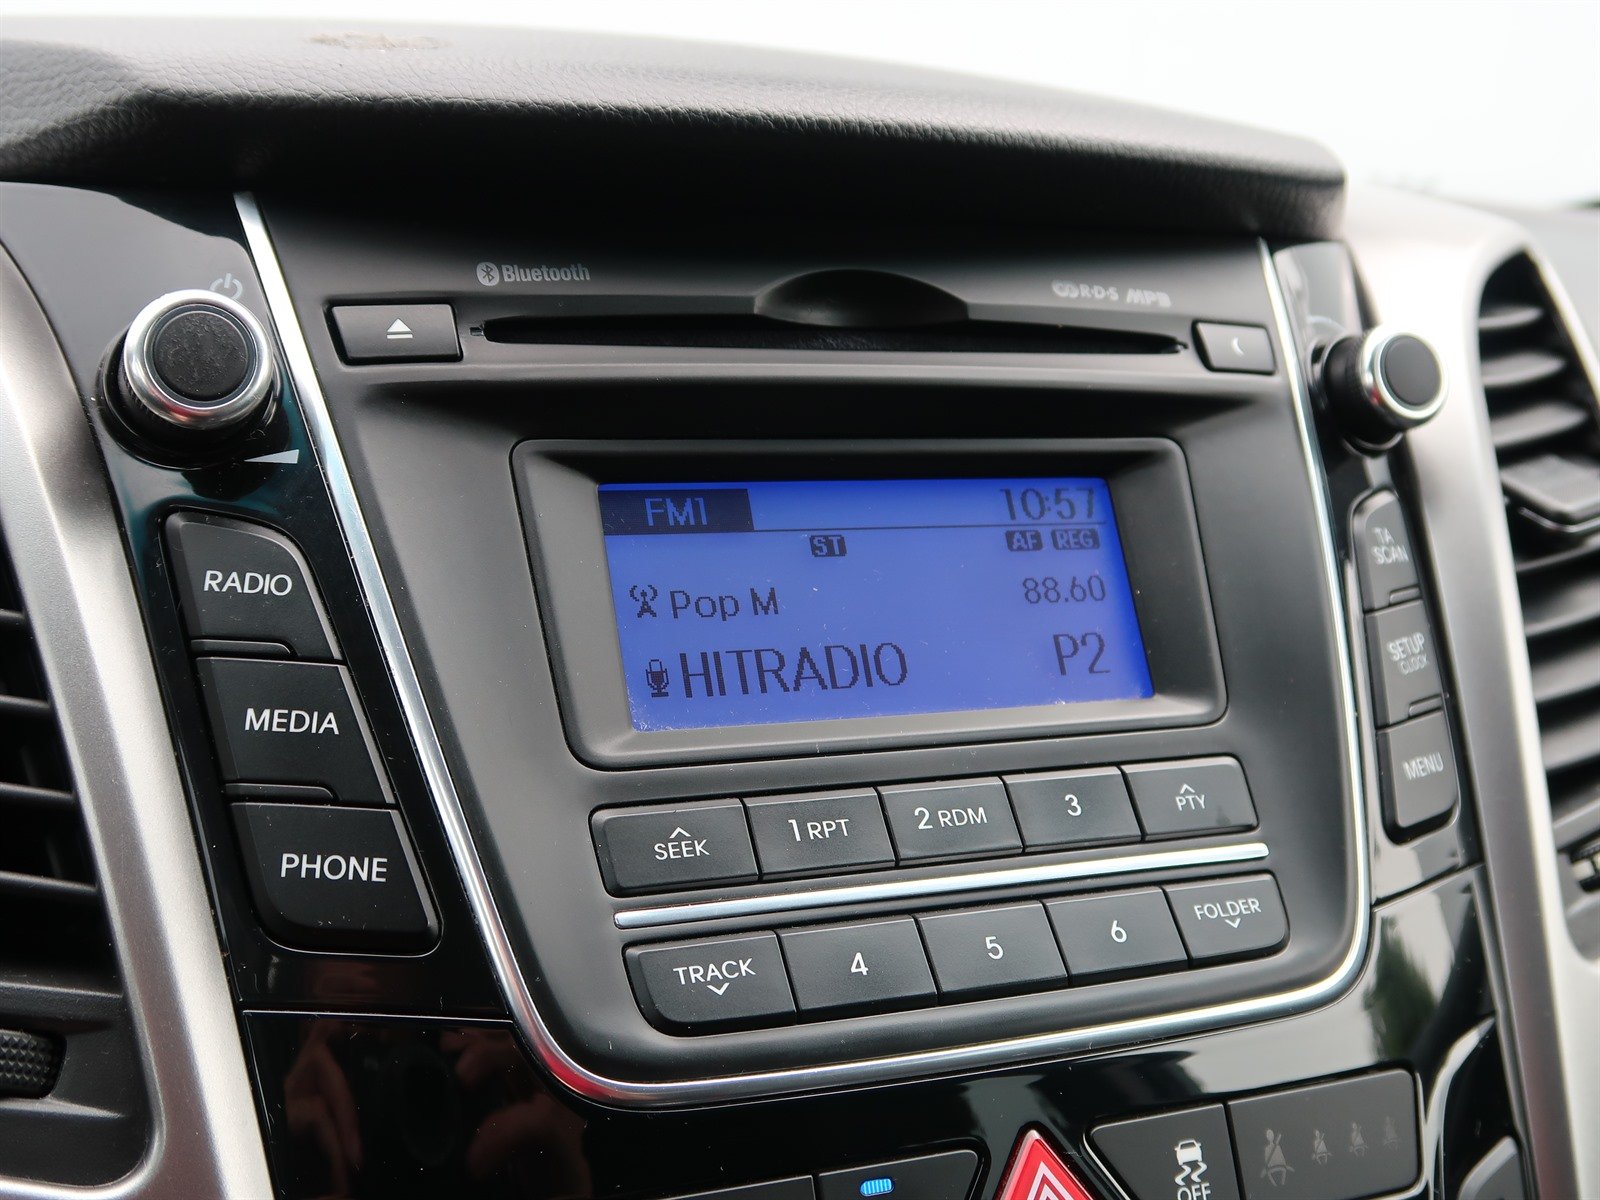 Bluetooth
RDS MP3
FM1 10:57
ST AF REG
Pop M 88.60
HITRADIO P2
RADIO
MEDIA
PHONE
TA
SCAN
SETUP
CLOCK
MENU
SEEK 1 RPT 2 RDM 3 PTY
TRACK 4 5 6 FOLDER
OFF